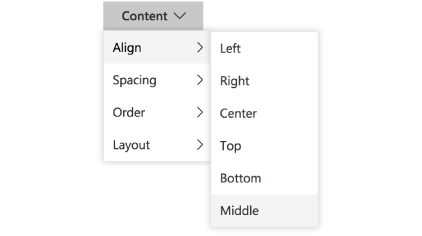 Content
Align
Spacing
Order
Layout
Left
Right
Center
Top
Bottom
Middle